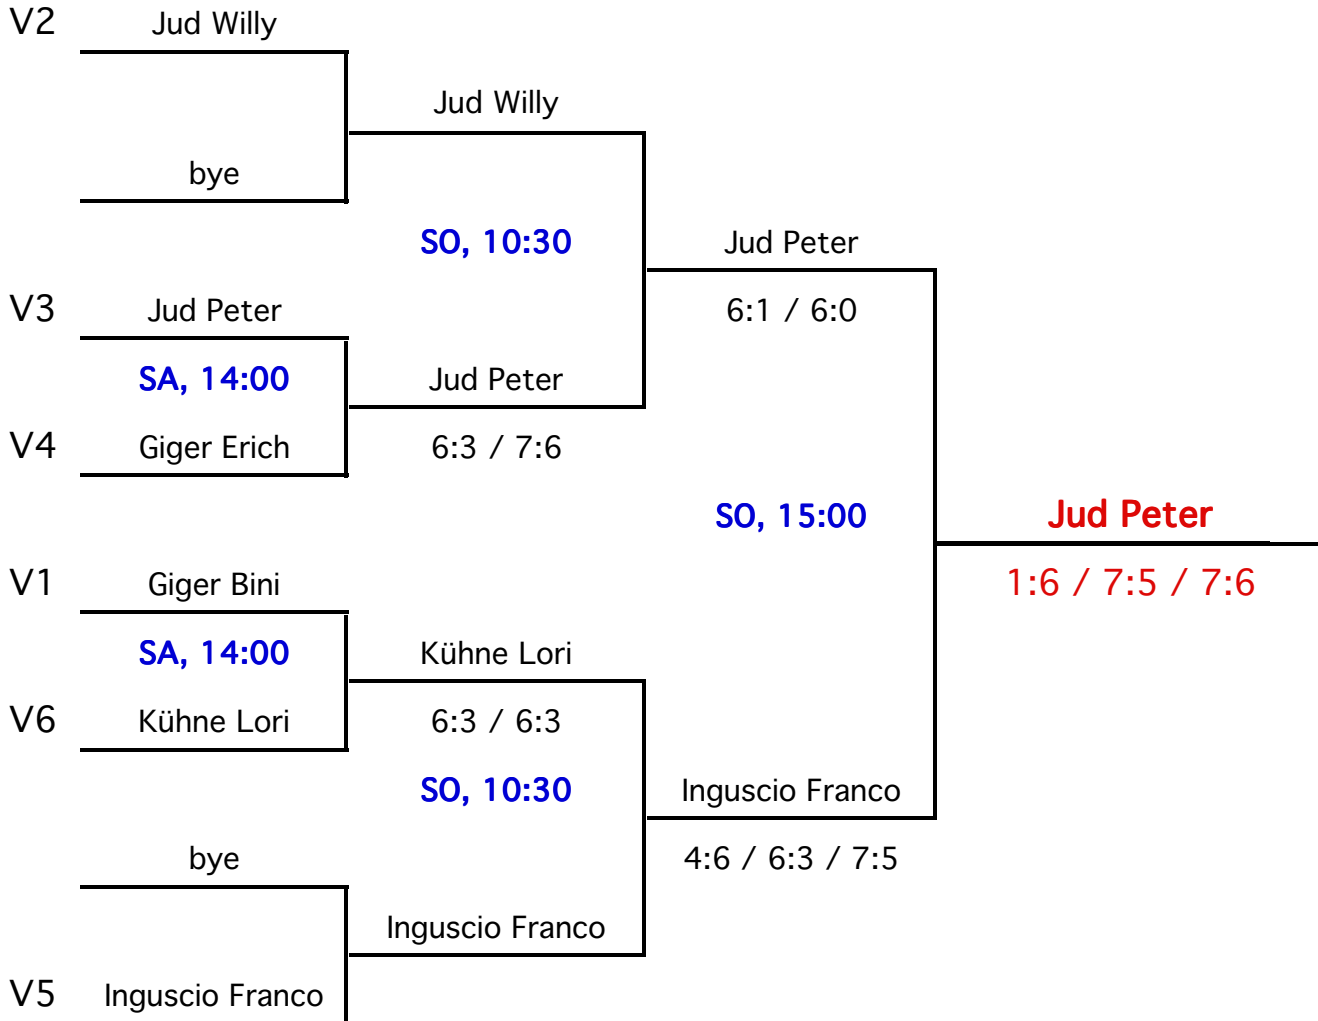 V2 Jud Willy
Jud Willy
bye
SO, 10:30 Jud Peter
V3 Jud Peter 6:1 / 6:0
SA, 14:00 Jud Peter
V4 Giger Erich 6:3 / 7:6
SO, 15:00 Jud Peter
V1 Giger Bini 1:6 / 7:5 / 7:6
SA, 14:00 Kühne Lori
V6 Kühne Lori 6:3 / 6:3
SO, 10:30 Inguscio Franco
bye 4:6 / 6:3 / 7:5
Inguscio Franco
V5 Inguscio Franco